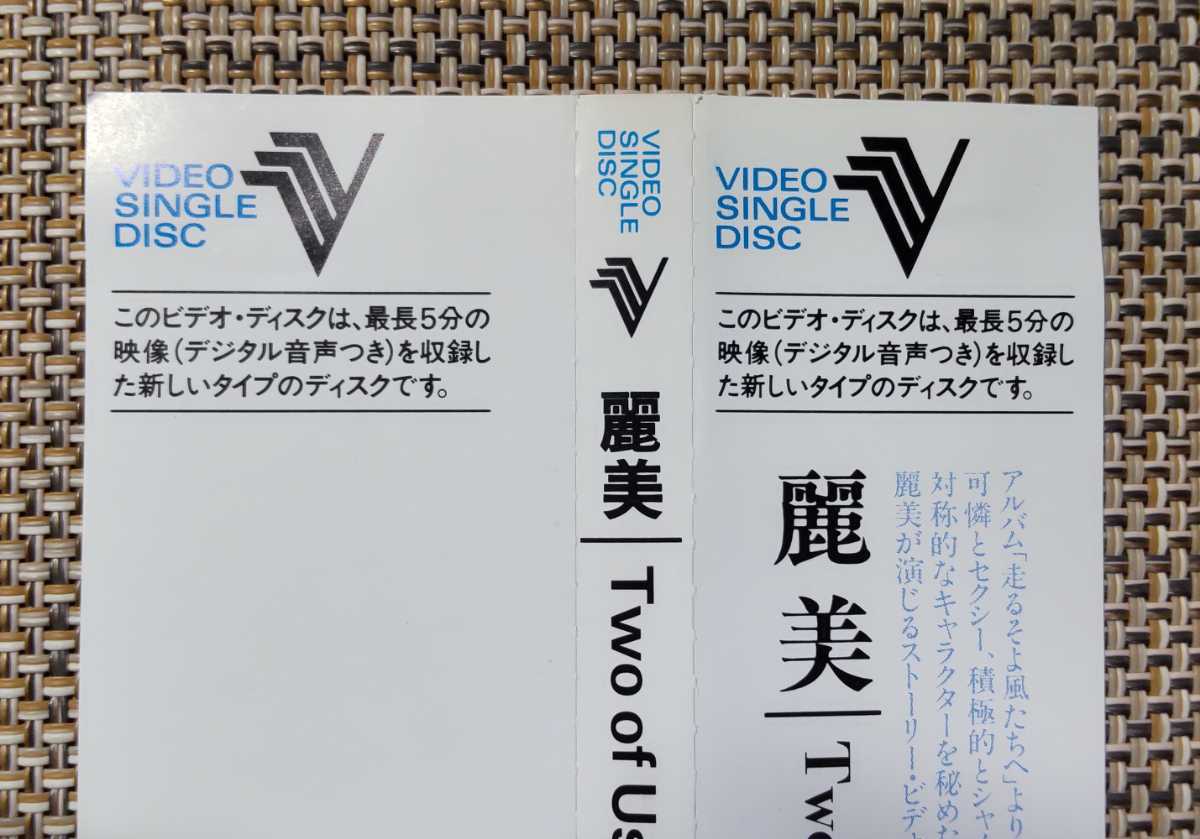 VIDEO
SINGLE
DISC
このビデオ・ディスクは、最長5分の
映像(デジタル音声つき)を収録し
た新しいタイプのディスクです。
VIDEO
SINGLE
DISC
麗美
Two of Us
VIDEO
SINGLE
DISC
このビデオ・ディスクは、最長5分の
映像(デジタル音声つき)を収録し
た新しいタイプのディスクです。
アルバム「走るそよ風たちへ」より
可憐とセクシー、積極的とシャ
対称的なキャラクターを秘めた
麗美が演じるストーリー・ビデ
麗美
Two